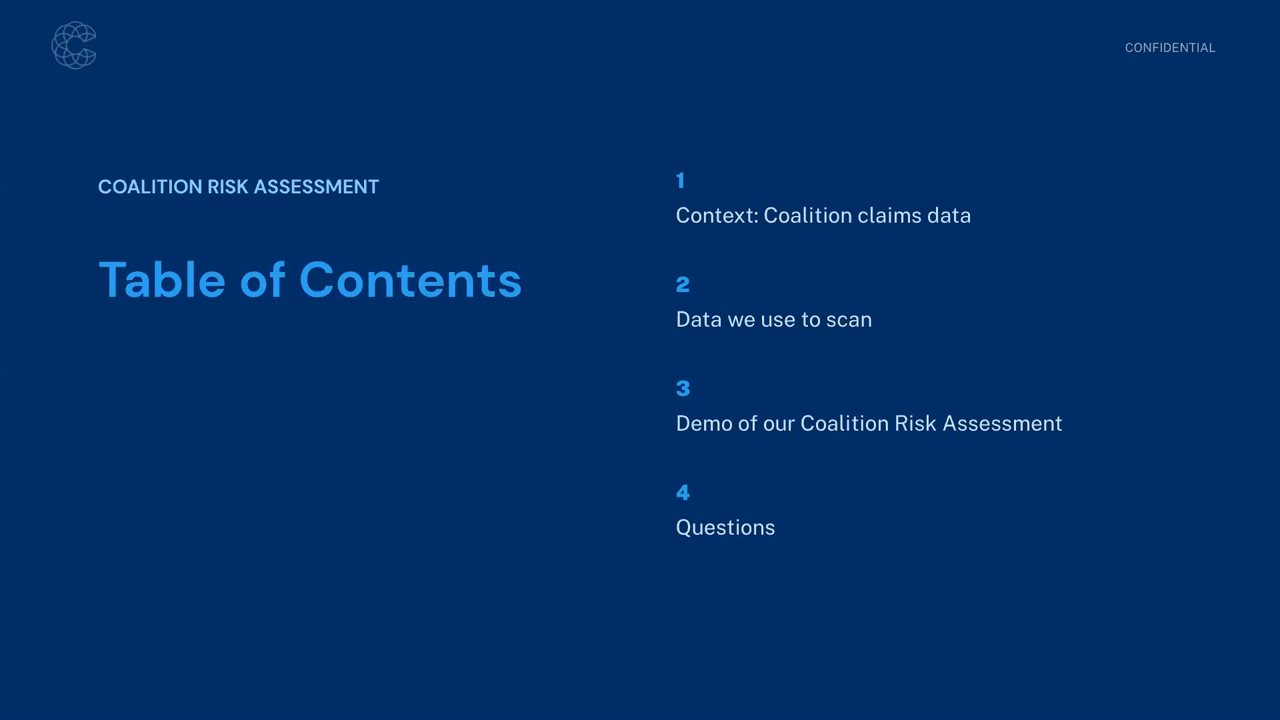 CONFIDENTIAL
COALITION RISK ASSESSMENT
Table of Contents
1
Context: Coalition claims data
2
Data we use to scan
3
Demo of our Coalition Risk Assessment
4
Questions